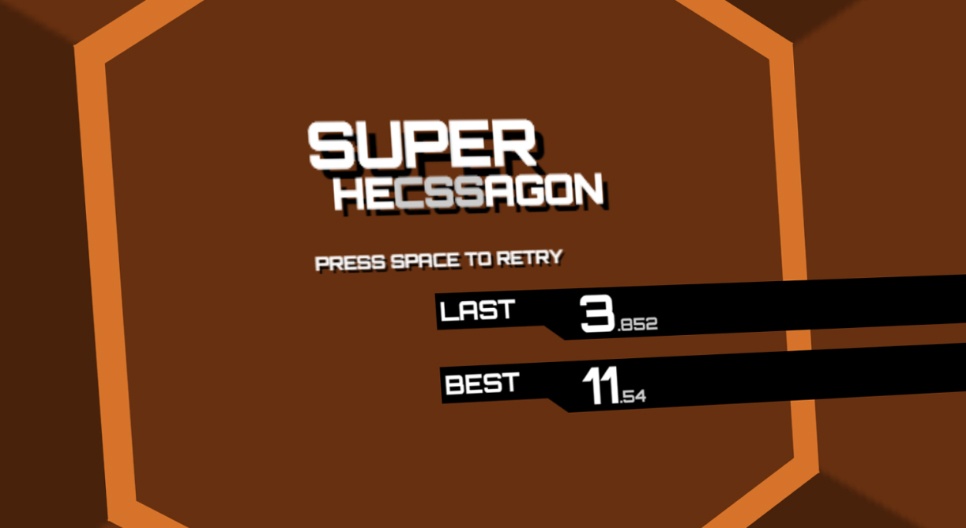 SUPER
HECSSAGON
PRESS SPACE TO RETRY
LAST 3.852
BEST 11.54